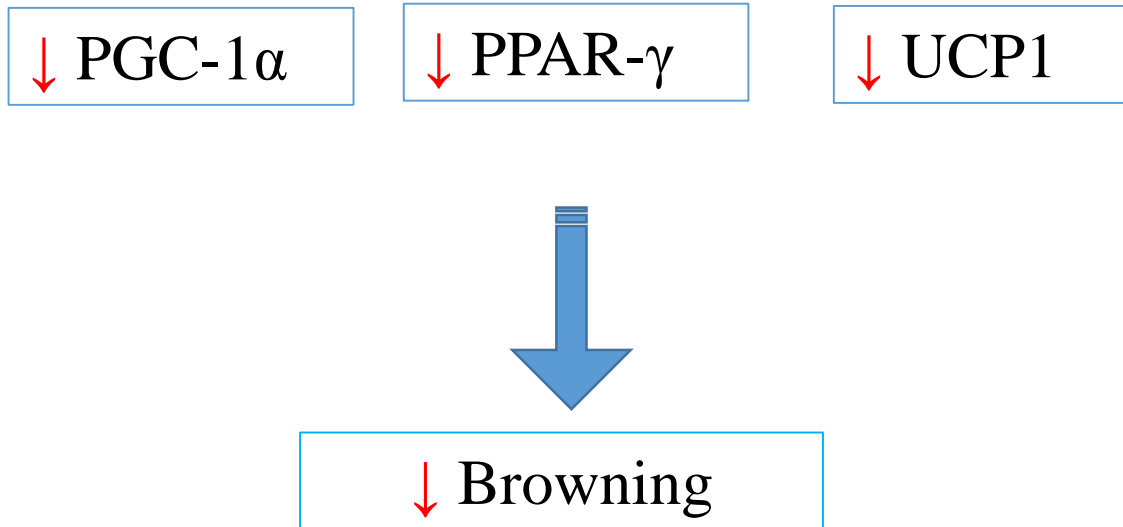 ↓ PGC-1α
↓ PPAR-γ
↓ UCP1
↓ Browning